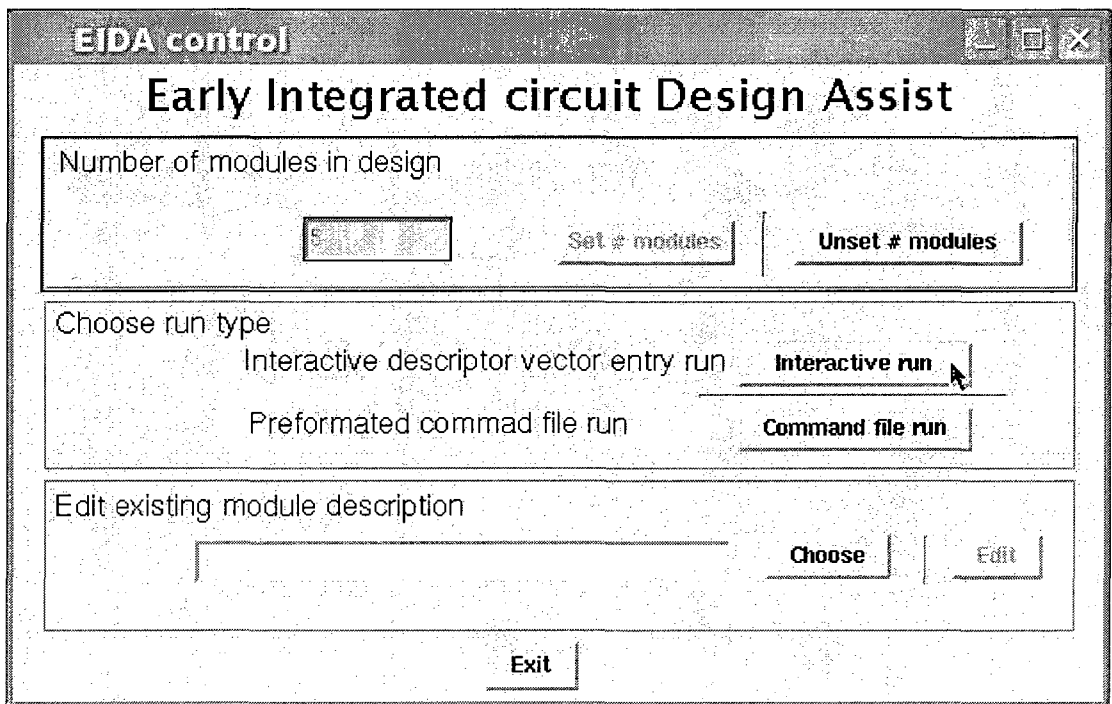 EIDA control
Early Integrated circuit Design Assist
Number of modules in design
5
Set # modules
Unset # modules
Choose run type
Interactive descriptor vector entry run
Interactive run
Preformated commad file run
Command file run
Edit existing module description
Choose
Edit
Exit